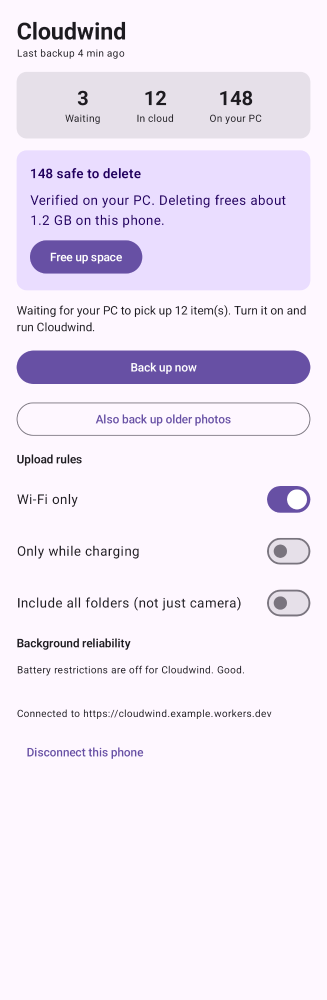 Cloudwind
Last backup 4 min ago
3 12 148
Waiting In cloud On your PC
148 safe to delete
Verified on your PC. Deleting frees about
1.2 GB on this phone.
Free up space
Waiting for your PC to pick up 12 item(s). Turn it on and
run Cloudwind.
Back up now
Also back up older photos
Upload rules
Wi-Fi only
Only while charging
Include all folders (not just camera)
Background reliability
Battery restrictions are off for Cloudwind. Good.
Connected to https://cloudwind.example.workers.dev
Disconnect this phone